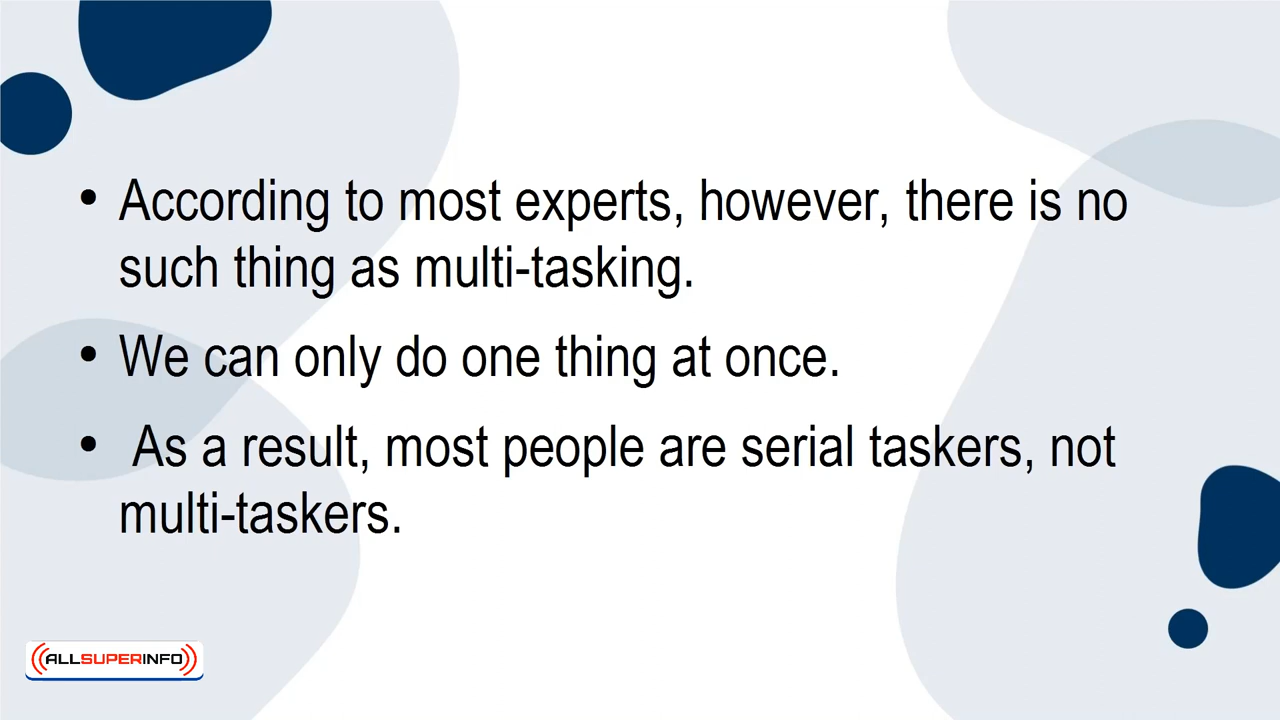 • According to most experts, however, there is no
such thing as multi-tasking.
• We can only do one thing at once.
• As a result, most people are serial taskers, not
multi-taskers.
ALLSUPERINFO